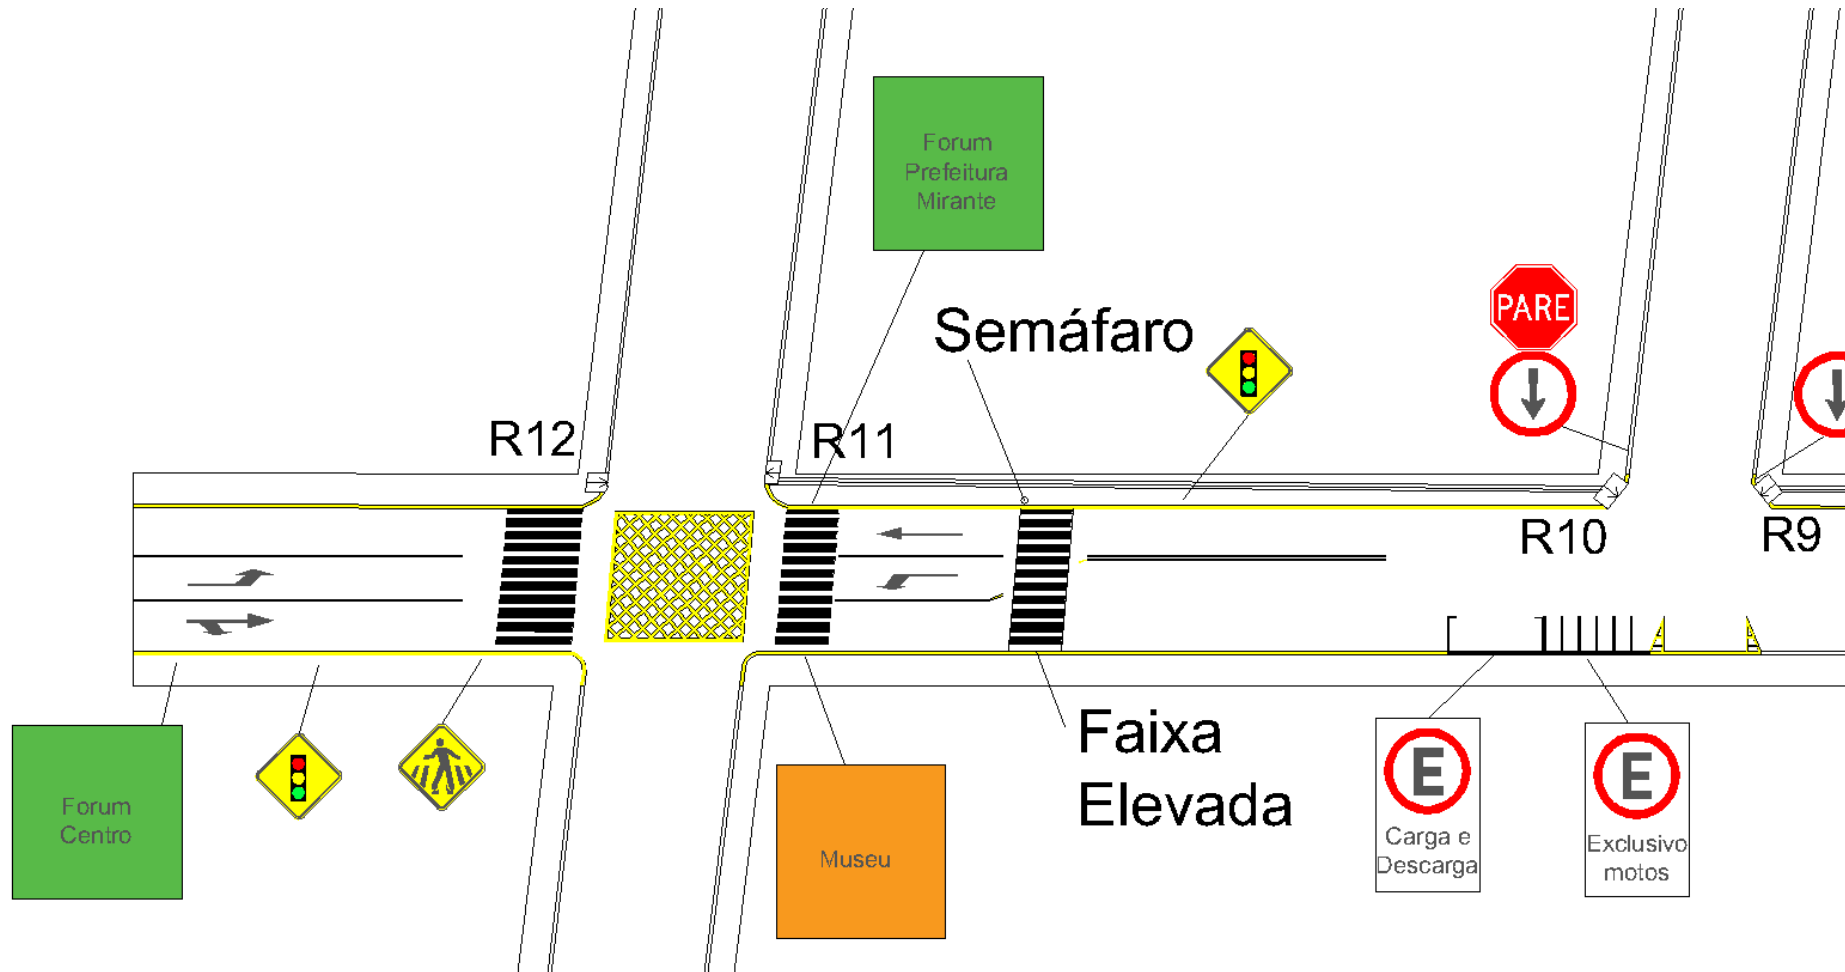 Forum
Prefeitura
Mirante
Semáfaro
PARE
R12
R11
R10
R9
Faixa
Elevada
Forum
Centro
Museu
E
Carga e
Descarga
E
Exclusivo
motos